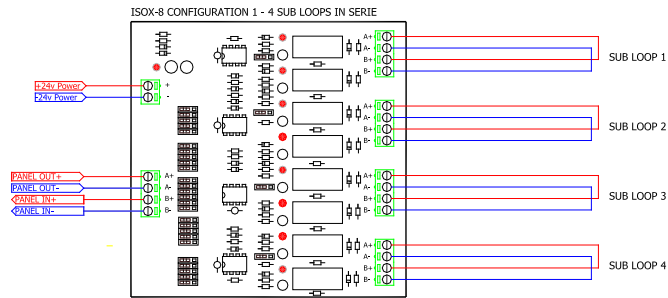 ISOX-8 CONFIGURATION 1 - 4 SUB LOOPS IN SERIE
+24v Power
-24v Power
+
-
PANEL OUT+
PANEL OUT-
PANEL IN+
PANEL IN-
A+
A-
B+
B-
A+
A-
B+
B-
SUB LOOP 1
A+
A-
B+
B-
SUB LOOP 2
A+
A-
B+
B-
SUB LOOP 3
A+
A-
B+
B-
SUB LOOP 4